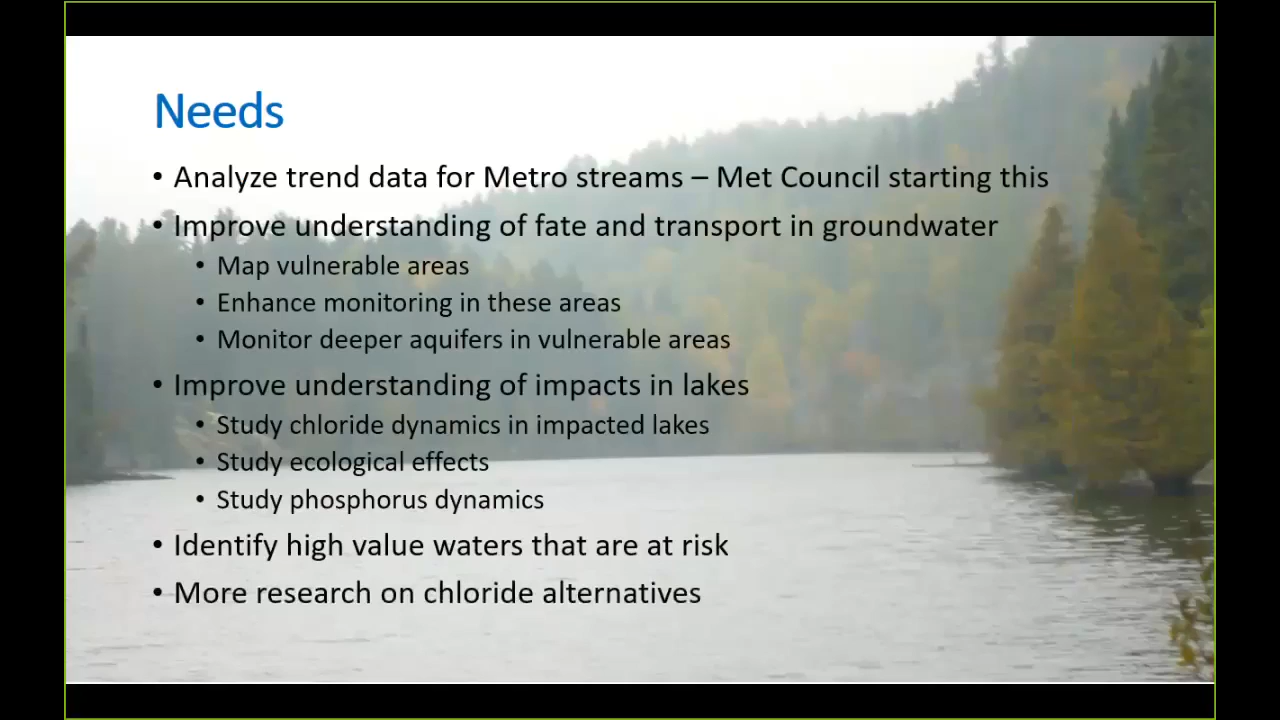 Needs
• Analyze trend data for Metro streams – Met Council starting this
• Improve understanding of fate and transport in groundwater
• Map vulnerable areas
• Enhance monitoring in these areas
• Monitor deeper aquifers in vulnerable areas
• Improve understanding of impacts in lakes
• Study chloride dynamics in impacted lakes
• Study ecological effects
• Study phosphorus dynamics
• Identify high value waters that are at risk
• More research on chloride alternatives